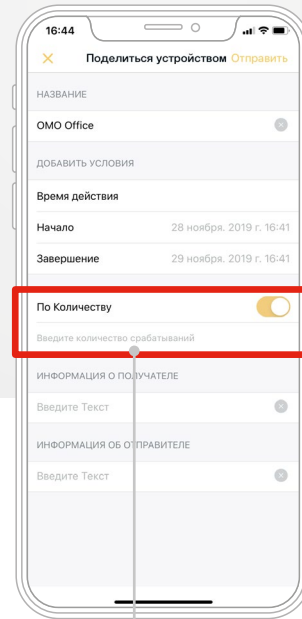 16:44
Поделиться устройством Отправить
НАЗВАНИЕ
OMO Office
ДОБАВИТЬ УСЛОВИЯ
Время действия
Начало 28 ноября. 2019 г. 16:41
Завершение 29 ноября. 2019 г. 16:41
По Количеству
Введите количество срабатываний
ИНФОРМАЦИЯ О ПОЛУЧАТЕЛЕ
Введите Текст
ИНФОРМАЦИЯ ОБ ОТПРАВИТЕЛЕ
Введите Текст